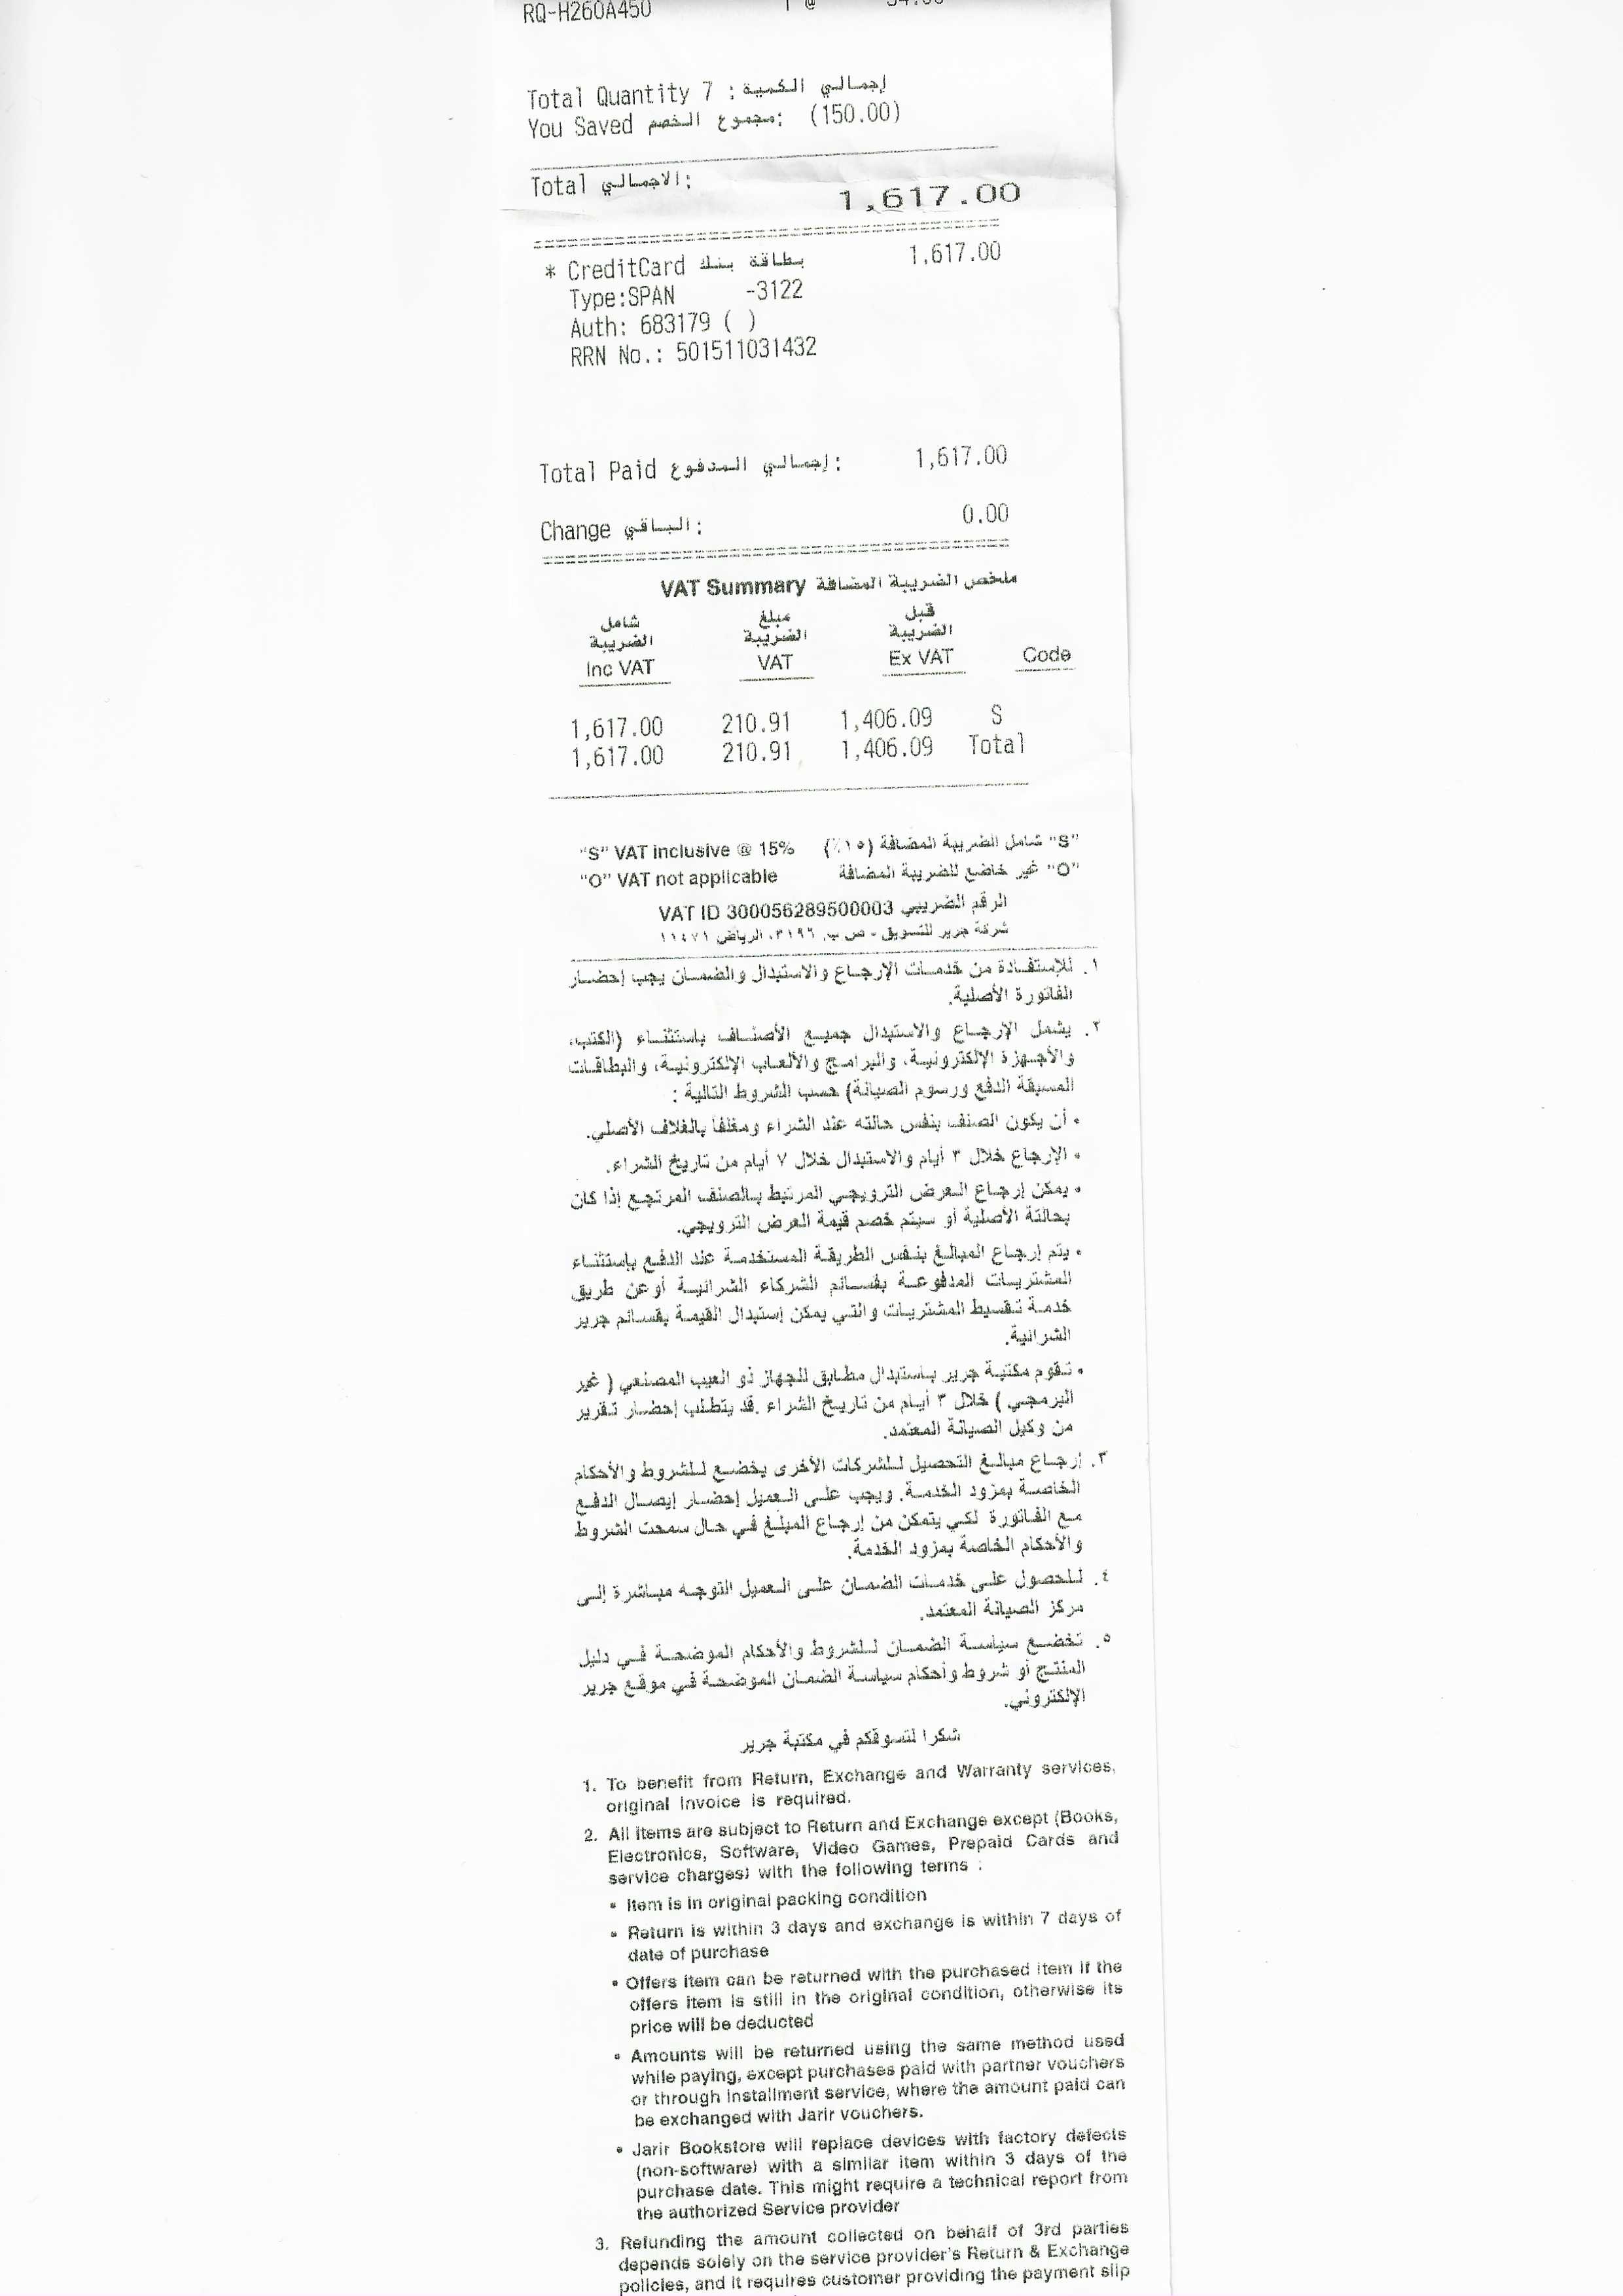 RQ-H260A450 1 @ 54.00
Total Quantity 7 : إجمالي الكمية
You Saved مجموع الخصم: (150.00)
Total الاجمالي:
1,617.00
* CreditCard بطاقة بنك 1,617.00
Type:SPAN -3122
Auth: 683179 ( )
RRN No.: 501511031432
Total Paid إجمالي المدفوع: 1,617.00
Change الباقي: 0.00
VAT Summary ملخص الضريبة المضافة
شامل مبلغ قبل
الضريبة الضريبة الضريبة
Inc VAT VAT Ex VAT Code
1,617.00 210.91 1,406.09 S
1,617.00 210.91 1,406.09 Total
"S" VAT inclusive @ 15% "S" شامل الضريبة المضافة (١٥٪)
"O" VAT not applicable "O" غير خاضع للضريبة المضافة
VAT ID 300056289500003 الرقم الضريبي
شركة جرير للتسويق - ص ب. ٣١٩٦، الرياض ١١٤٧١
١. للإستفادة من خدمات الإرجاع والاستبدال والضمان يجب إحضار
الفاتورة الأصلية.
٢. يشمل الإرجاع والاستبدال جميع الأصناف باستثناء (الكتب،
والأجهزة الإلكترونية، والبرامج والألعاب الإلكترونية، والبطاقات
المسبقة الدفع ورسوم الصيانة) حسب الشروط التالية :
• أن يكون الصنف بنفس حالته عند الشراء ومغلفا بالغلاف الأصلي.
• الإرجاع خلال ٣ أيام والاستبدال خلال ٧ أيام من تاريخ الشراء.
• يمكن إرجاع العرض الترويجي المرتبط بالصنف المرتجع إذا كان
بحالتة الأصلية أو سيتم خصم قيمة العرض الترويجي.
• يتم إرجاع المبالغ بنفس الطريقة المستخدمة عند الدفع بإستثناء
المشتريات المدفوعة بقسائم الشركاء الشرائية أو عن طريق
خدمة تقسيط المشتريات والتي يمكن إستبدال القيمة بقسائم جرير
الشرائية.
• تقوم مكتبة جرير باستبدال مطابق للجهاز ذو العيب المصنعي ( غير
البرمجي ) خلال ٣ أيام من تاريخ الشراء .قد يتطلب إحضار تقرير
من وكيل الصيانة المعتمد.
٣. إرجاع مبالغ التحصيل للشركات الأخرى يخضع للشروط والأحكام
الخاصة بمزود الخدمة. ويجب على العميل إحضار إيصال الدفع
مع الفاتورة لكي يتمكن من إرجاع المبلغ في حال سمحت الشروط
والأحكام الخاصة بمزود الخدمة.
٤. للحصول على خدمات الضمان على العميل التوجه مباشرة إلى
مركز الصيانة المعتمد.
٥. تخضع سياسة الضمان للشروط والأحكام الموضحة في دليل
المنتج أو شروط وأحكام سياسة الضمان الموضحة في موقع جرير
الإلكتروني.
شكرا لتسوقكم في مكتبة جرير
1. To benefit from Return, Exchange and Warranty services,
original invoice is required.
2. All items are subject to Return and Exchange except (Books,
Electronics, Software, Video Games, Prepaid Cards and
service charges) with the following terms :
• Item is in original packing condition
• Return is within 3 days and exchange is within 7 days of
date of purchase
• Offers item can be returned with the purchased item if the
offers item is still in the original condition, otherwise its
price will be deducted
• Amounts will be returned using the same method used
while paying, except purchases paid with partner vouchers
or through installment service, where the amount paid can
be exchanged with Jarir vouchers.
• Jarir Bookstore will replace devices with factory defects
(non-software) with a similar item within 3 days of the
purchase date. This might require a technical report from
the authorized Service provider
3. Refunding the amount collected on behalf of 3rd parties
depends solely on the service provider's Return & Exchange
policies, and it requires customer providing the payment slip